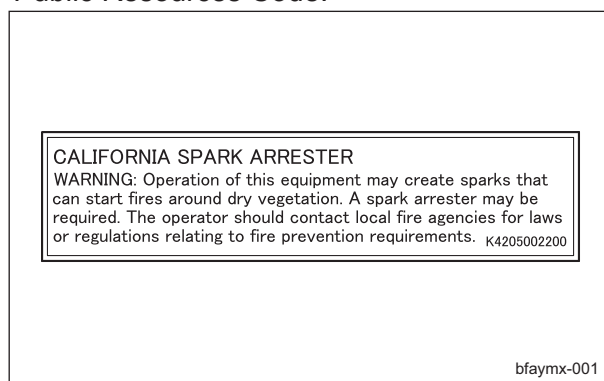 Public Resources Code.
CALIFORNIA SPARK ARRESTER
WARNING: Operation of this equipment may create sparks that
can start fires around dry vegetation. A spark arrester may be
required. The operator should contact local fire agencies for laws
or regulations relating to fire prevention requirements. K4205002200
bfaymx-001